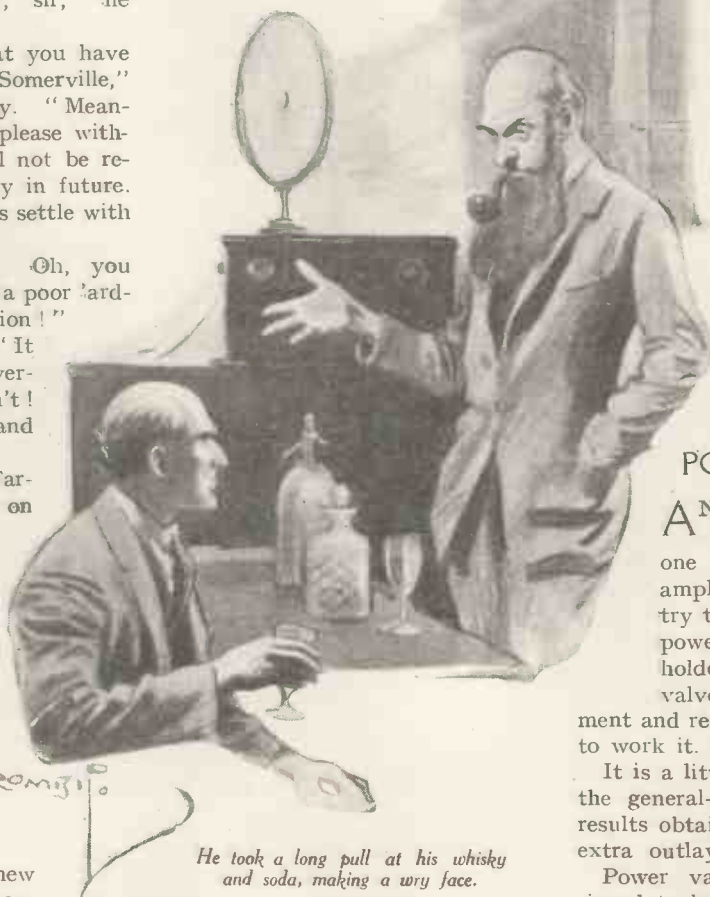 , sir, he
at you have
Somerville,"
y. "Mean-
please with-
l not be re-
y in future.
s settle with
Oh, you
a poor 'ard-
ion!"
"It
ver-
n't!
and
Tar-
on
new
He took a long pull at his whisky
and soda, making a wry face.
PO
AN
one
ampl
try t
powe
holde
valve
ment and re
to work it.
It is a lit
the general-
results obtai
extra outlay
Power va